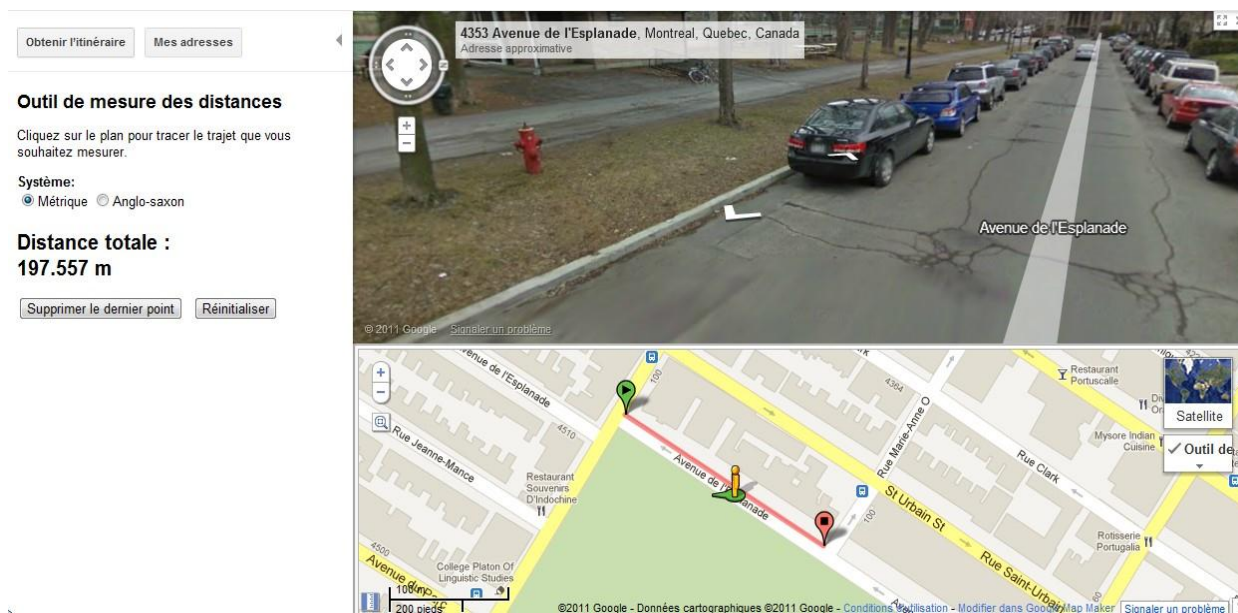 Obtenir l'itinéraire
Mes adresses
Outil de mesure des distances
Cliquez sur le plan pour tracer le trajet que vous
souhaitez mesurer.
Système:
Métrique
Anglo-saxon
Distance totale :
197.557 m
Supprimer le dernier point
Réinitialiser
4353 Avenue de l'Esplanade, Montreal, Quebec, Canada
Adresse approximative
Avenue de l'Esplanade
© 2011 Google
Signaler un problème
Avenue de l'Esplanade
100
4364
Restaurant
Portuscalle
Satellite
Outil de
Mysore Indian
Cuisine
4510
Rue Jeanne-Mance
Rue Marie-Anne O
Rue Clark
Restaurant
Souvenirs
D'Indochine
Avenue de l'Esplanade
St Urbain St
100
Rotisserie
Portugalia
4500
College Platon Of
Linguistic Studies
Rue Saint-Urbain
60
100 m
200 pieds
©2011 Google - Données cartographiques ©2011 Google - Conditions d'utilisation - Modifier dans Google Map Maker
Signaler un problème